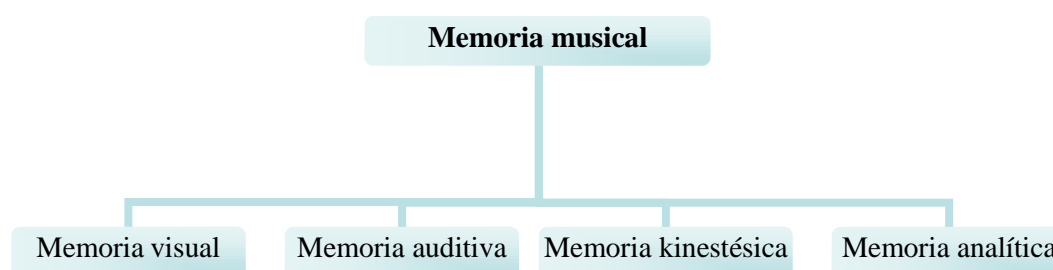 Memoria musical
Memoria visual
Memoria auditiva
Memoria kinestésica
Memoria analítica